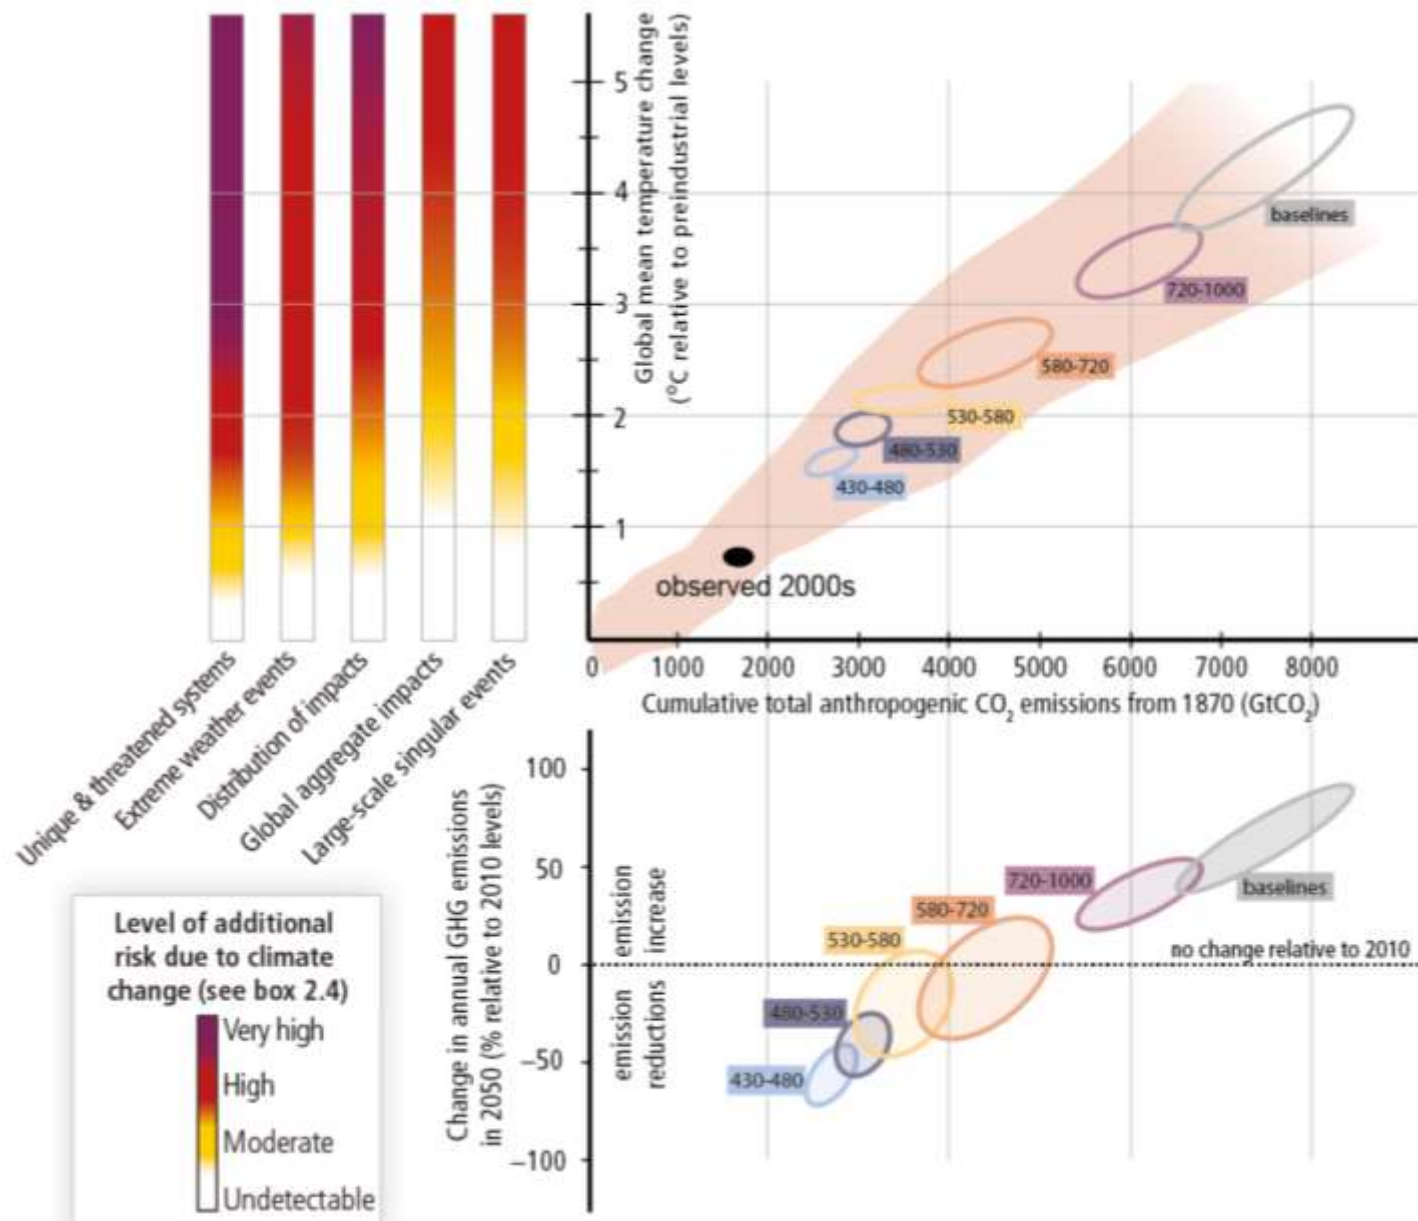 Global mean temperature change
(°C relative to preindustrial levels)
5
4
3
2
1
baselines
720-1000
580-720
530-580
480-530
430-480
observed 2000s
0 1000 2000 3000 4000 5000 6000 7000 8000
Cumulative total anthropogenic CO₂ emissions from 1870 (GtCO₂)
Unique & threatened systems
Extreme weather events
Distribution of impacts
Global aggregate impacts
Large-scale singular events
Level of additional
risk due to climate
change (see box 2.4)
Very high
High
Moderate
Undetectable
Change in annual GHG emissions
in 2050 (% relative to 2010 levels)
100
50
0
−50
−100
emission
increase
emission
reductions
720-1000
baselines
580-720
530-580
no change relative to 2010
480-530
430-480